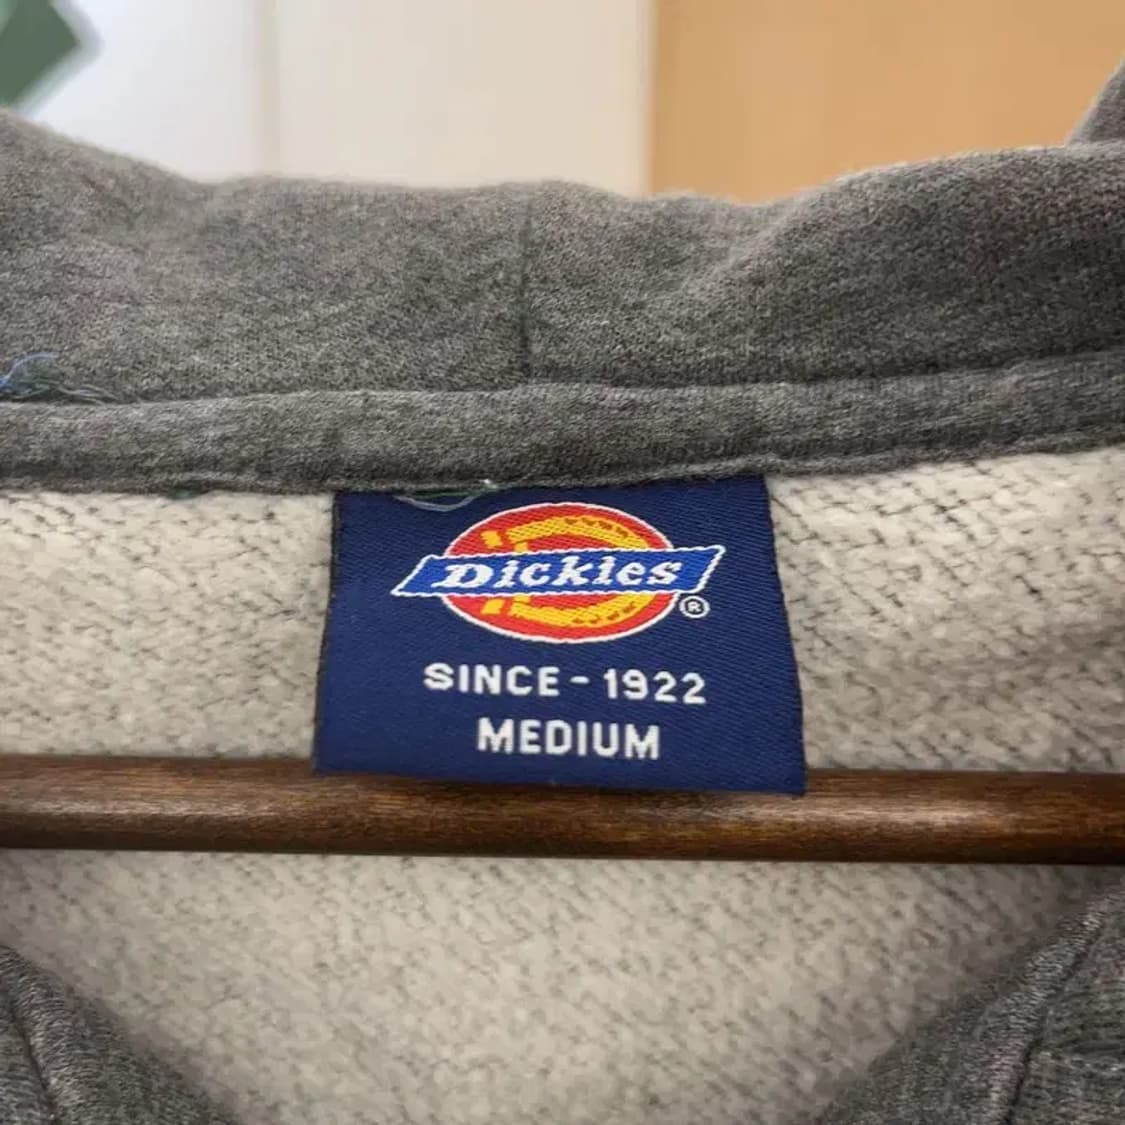 Dickies
®
SINCE - 1922
MEDIUM